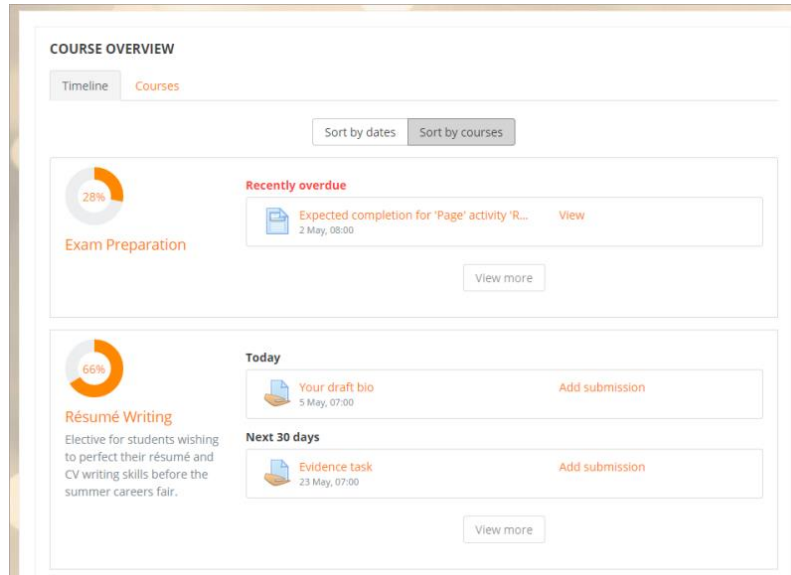 COURSE OVERVIEW
Timeline Courses
Sort by dates Sort by courses
28%
Exam Preparation
Recently overdue
Expected completion for 'Page' activity 'R... View
2 May, 08:00
View more
66%
Résumé Writing
Elective for students wishing
to perfect their résumé and
CV writing skills before the
summer careers fair.
Today
Your draft bio Add submission
5 May, 07:00
Next 30 days
Evidence task Add submission
23 May, 07:00
View more